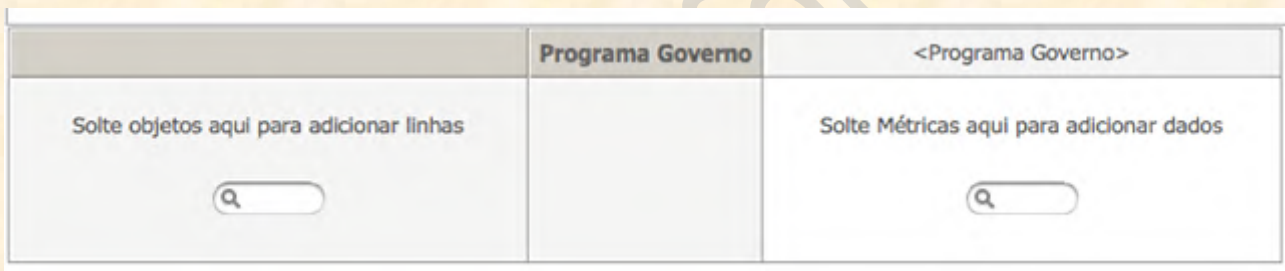 Programa Governo <Programa Governo>
Solte objetos aqui para adicionar linhas Solte Métricas aqui para adicionar dados